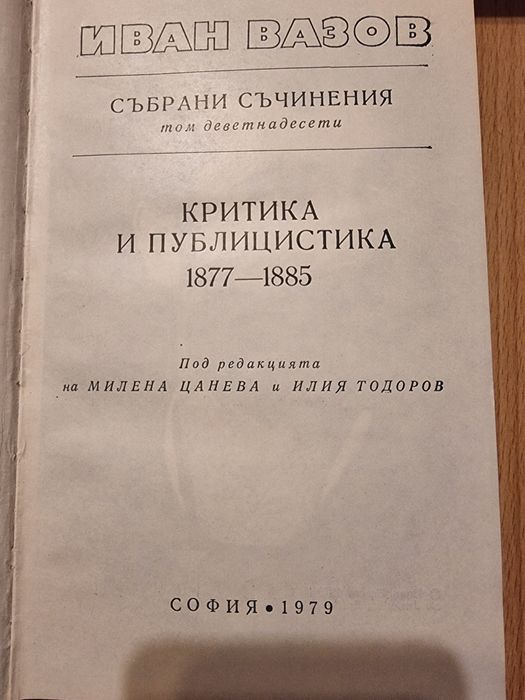 ИВАН ВАЗОВ
СЪБРАНИ СЪЧИНЕНИЯ
том деветнадесети
КРИТИКА
И ПУБЛИЦИСТИКА
1877—1885
Под редакцията
на МИЛЕНА ЦАНЕВА и ИЛИЯ ТОДОРОВ
СОФИЯ • 1979